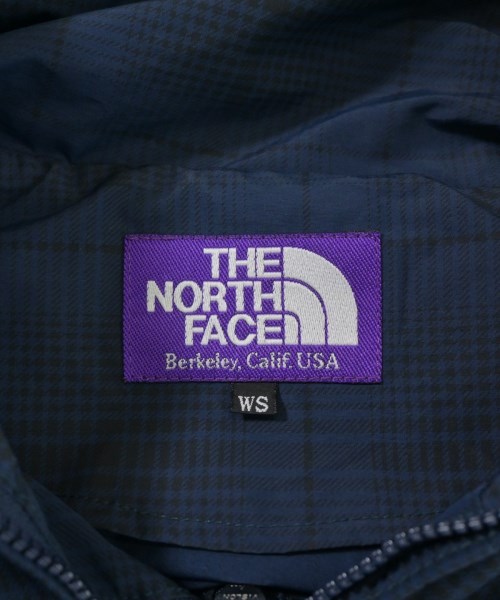 THE
NORTH
FACE
Berkeley, Calif. USA
WS